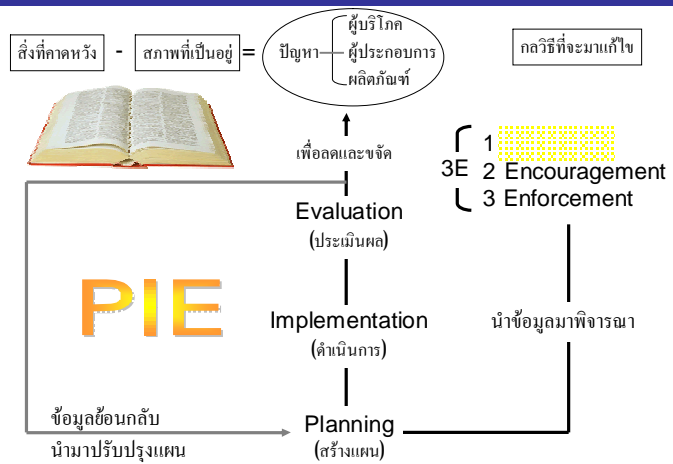 สิ่งที่คาดหวัง - สภาพที่เป็นอยู่ =
ปัญหา
ผู้บริโภค
ผู้ประกอบการ
ผลิตภัณฑ์
กลวิธีที่จะมาแก้ไข
เพื่อลดและขจัด
3E
1
2 Encouragement
3 Enforcement
Evaluation
(ประเมินผล)
PIE
Implementation
(ดำเนินการ)
นำข้อมูลมาพิจารณา
ข้อมูลย้อนกลับ
นำมาปรับปรุงแผน
Planning
(สร้างแผน)